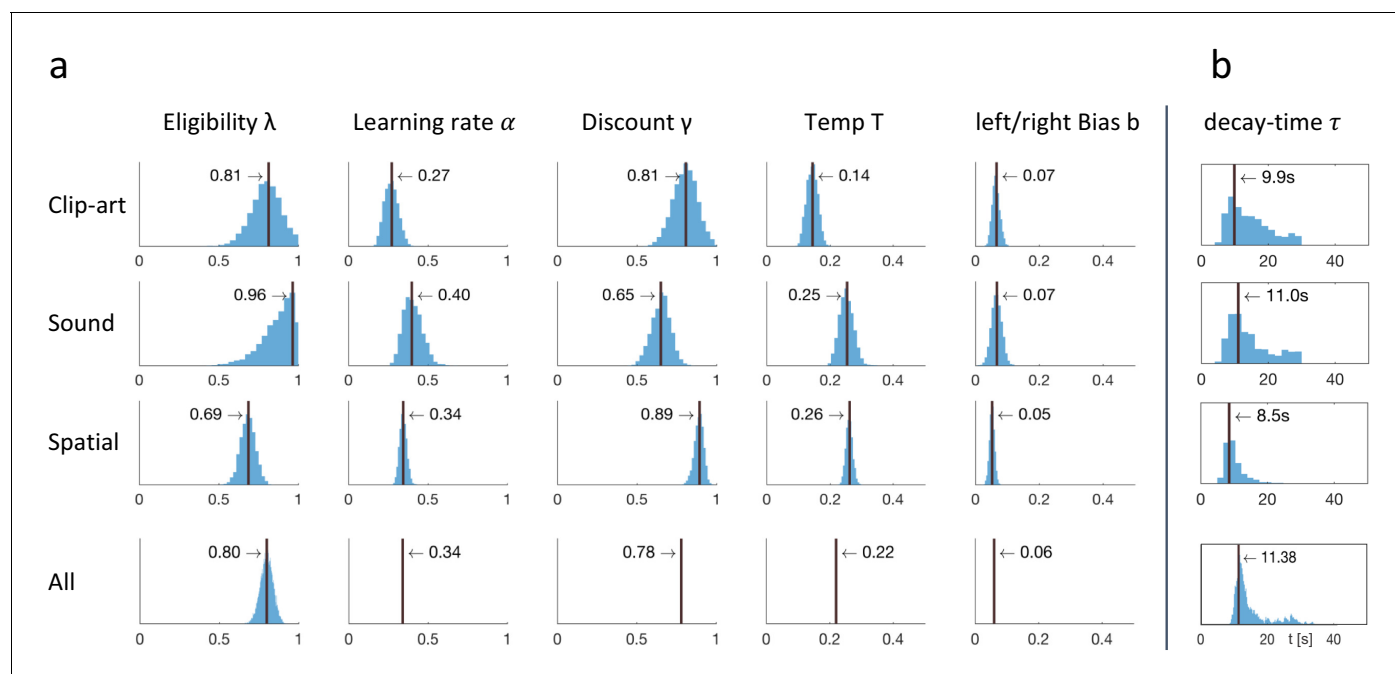 a
b
Eligibility λ Learning rate α Discount γ Temp T left/right Bias b decay-time τ
Clip-art 0.81 → ← 0.27 0.81 → ← 0.14 ← 0.07 ← 9.9s
0 0.5 1 0 0.5 1 0 0.5 1 0 0.2 0.4 0 0.2 0.4 0 20 40
Sound 0.96 → ← 0.40 0.65 → 0.25 → ← 0.07 ← 11.0s
0 0.5 1 0 0.5 1 0 0.5 1 0 0.2 0.4 0 0.2 0.4 0 20 40
Spatial 0.69 → ← 0.34 0.89 → 0.26 → ← 0.05 ← 8.5s
0 0.5 1 0 0.5 1 0 0.5 1 0 0.2 0.4 0 0.2 0.4 0 20 40
All 0.80 → ← 0.34 0.78 → ← 0.22 ← 0.06 ← 11.38
0 0.5 1 0 0.5 1 0 0.5 1 0 0.2 0.4 0 0.2 0.4 0 20 t [s] 40